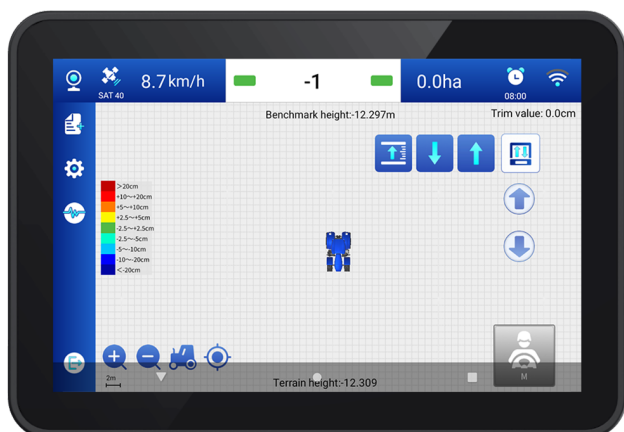 8.7km/h
-1
0.0ha
SAT 40
08:00
Benchmark height:-12.297m
Trim value: 0.0cm
>20cm
+10~+20cm
+5~+10cm
+2.5~+5cm
-2.5~+2.5cm
-2.5~-5cm
-5~-10cm
-10~-20cm
<-20cm
2m
Terrain height:-12.309
M